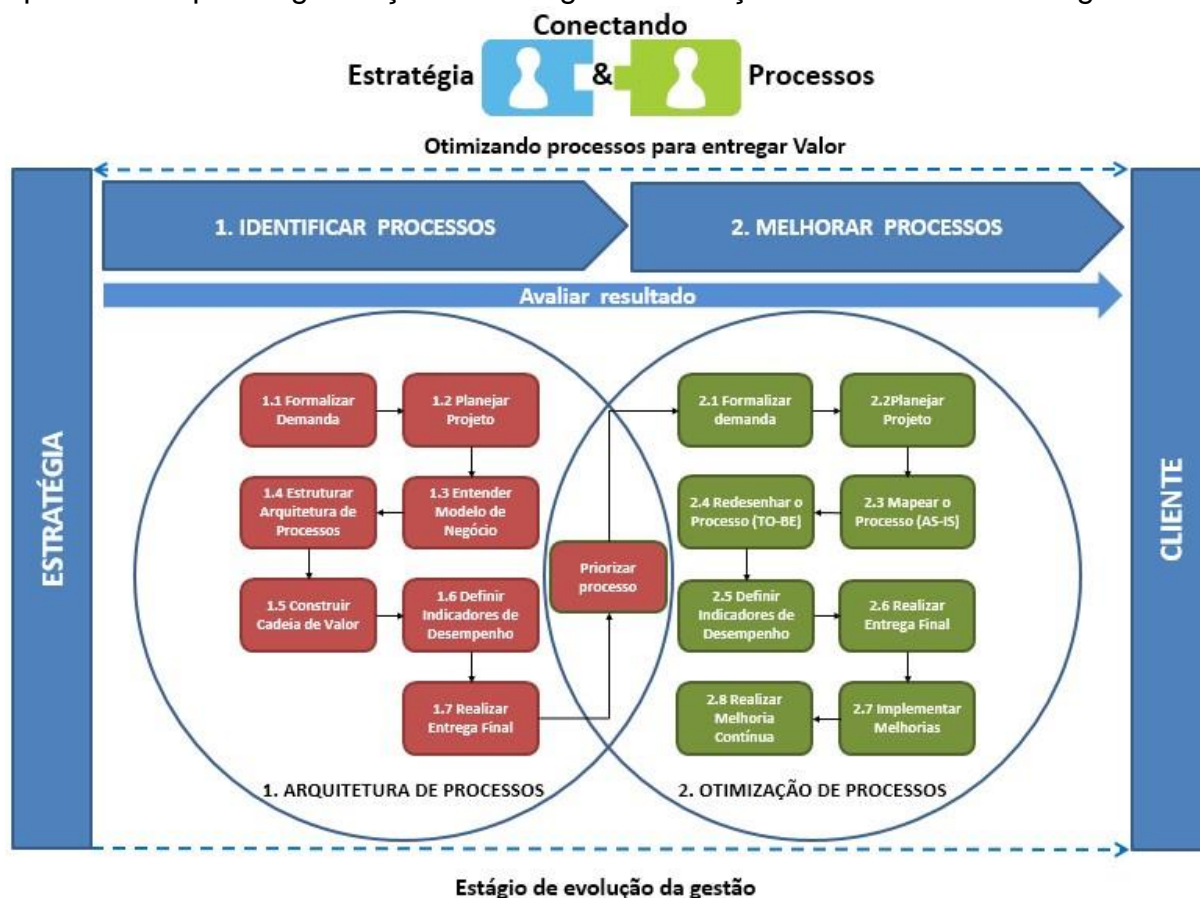 Conectando
Estratégia & Processos
Otimizando processos para entregar Valor
ESTRATÉGIA
1. IDENTIFICAR PROCESSOS
2. MELHORAR PROCESSOS
Avaliar resultado
1.1 Formalizar
Demanda
1.2 Planejar
Projeto
1.4 Estruturar
Arquitetura de
Processos
1.3 Entender
Modelo de
Negócio
1.5 Construir
Cadeia de Valor
1.6 Definir
Indicadores de
Desempenho
1.7 Realizar
Entrega Final
1. ARQUITETURA DE PROCESSOS
Priorizar
processo
2.1 Formalizar
demanda
2.2Planejar
Projeto
2.4 Redesenhar o
Processo (TO-BE)
2.3 Mapear o
Processo (AS-IS)
2.5 Definir
Indicadores de
Desempenho
2.6 Realizar
Entrega Final
2.8 Realizar
Melhoria
Contínua
2.7 Implementar
Melhorias
2. OTIMIZAÇÃO DE PROCESSOS
CLIENTE
Estágio de evolução da gestão